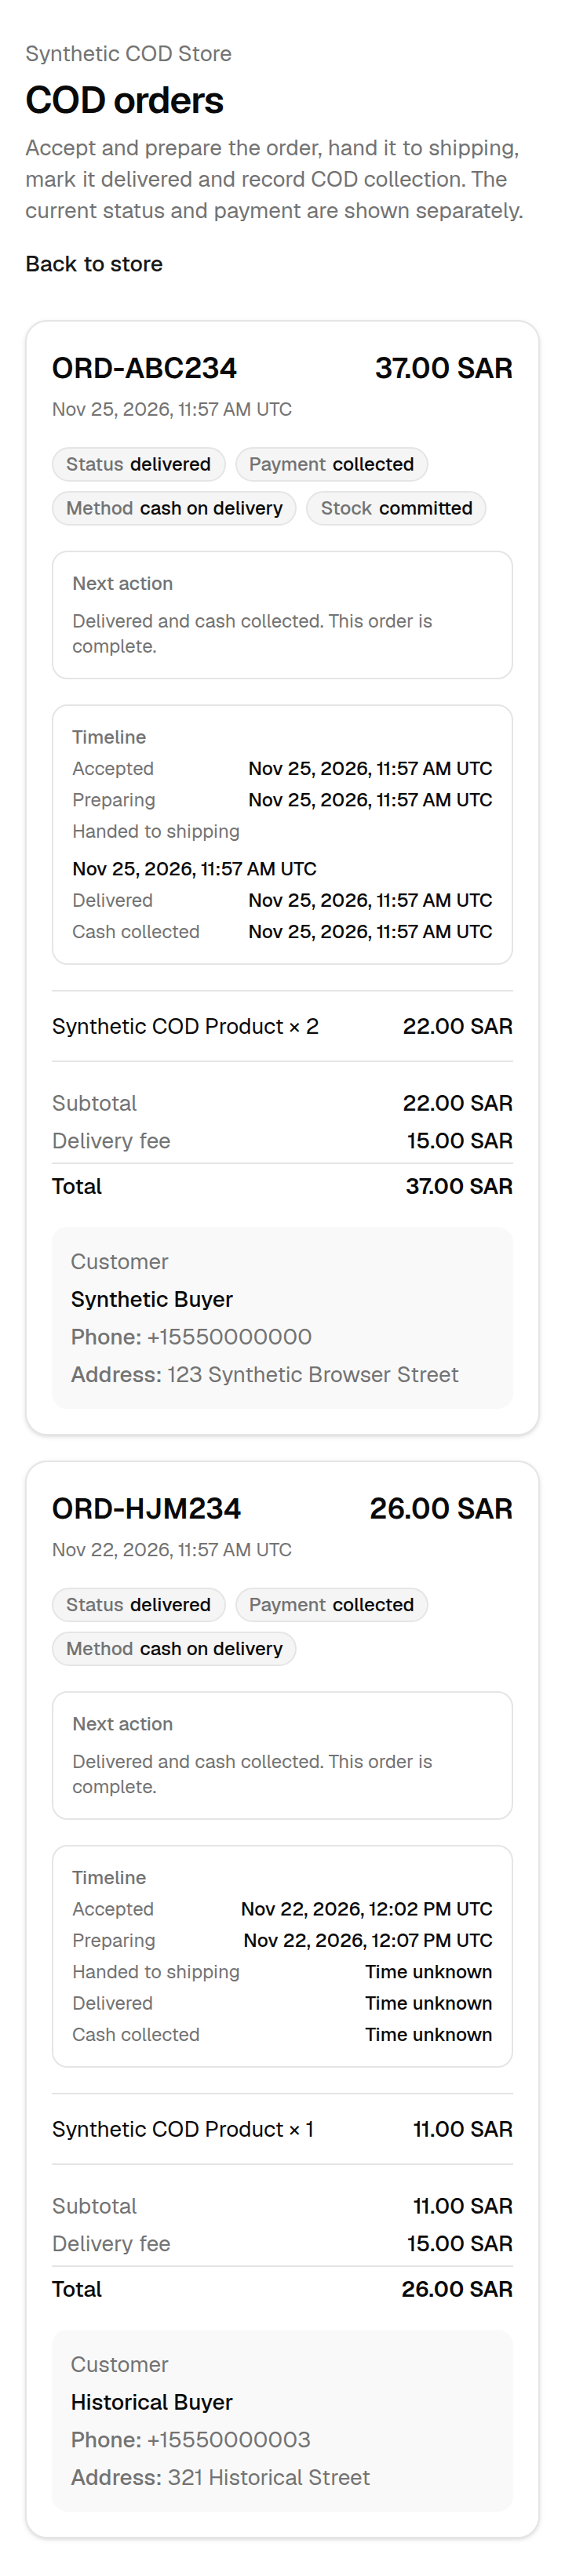 Synthetic COD Store
COD orders
Accept and prepare the order, hand it to shipping,
mark it delivered and record COD collection. The
current status and payment are shown separately.
Back to store
ORD-ABC234 37.00 SAR
Nov 25, 2026, 11:57 AM UTC
Status delivered Payment collected
Method cash on delivery Stock committed
Next action
Delivered and cash collected. This order is
complete.
Timeline
Accepted Nov 25, 2026, 11:57 AM UTC
Preparing Nov 25, 2026, 11:57 AM UTC
Handed to shipping
Nov 25, 2026, 11:57 AM UTC
Delivered Nov 25, 2026, 11:57 AM UTC
Cash collected Nov 25, 2026, 11:57 AM UTC
Synthetic COD Product × 2 22.00 SAR
Subtotal 22.00 SAR
Delivery fee 15.00 SAR
Total 37.00 SAR
Customer
Synthetic Buyer
Phone: +15550000000
Address: 123 Synthetic Browser Street
ORD-HJM234 26.00 SAR
Nov 22, 2026, 11:57 AM UTC
Status delivered Payment collected
Method cash on delivery
Next action
Delivered and cash collected. This order is
complete.
Timeline
Accepted Nov 22, 2026, 12:02 PM UTC
Preparing Nov 22, 2026, 12:07 PM UTC
Handed to shipping Time unknown
Delivered Time unknown
Cash collected Time unknown
Synthetic COD Product × 1 11.00 SAR
Subtotal 11.00 SAR
Delivery fee 15.00 SAR
Total 26.00 SAR
Customer
Historical Buyer
Phone: +15550000003
Address: 321 Historical Street